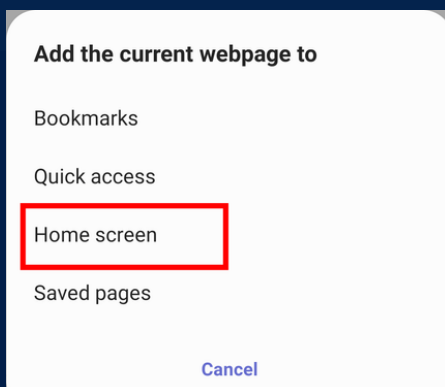 Add the current webpage to
Bookmarks
Quick access
Home screen
Saved pages
Cancel